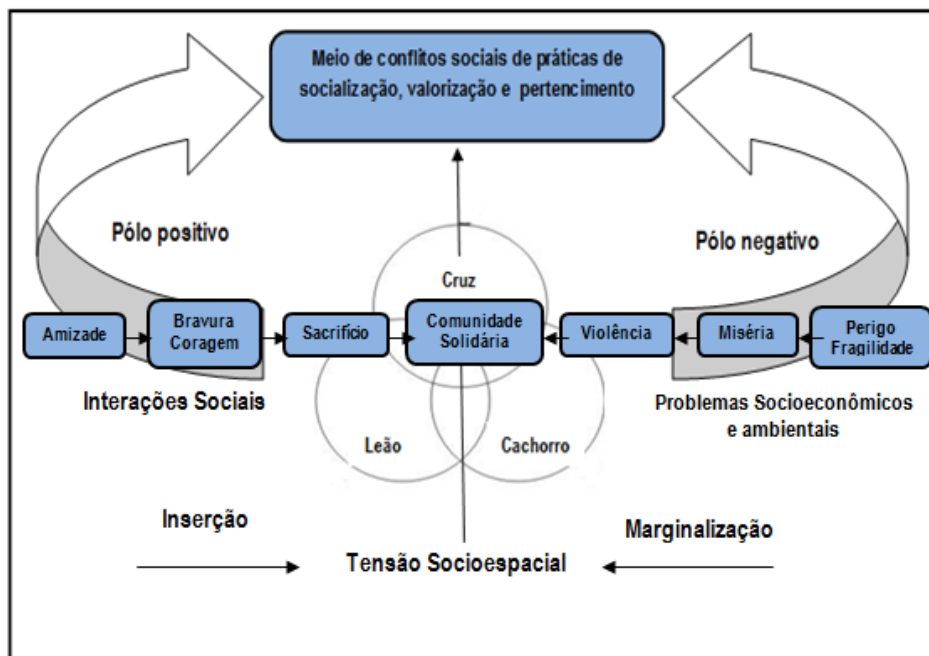 Meio de conflitos sociais de práticas de
socialização, valorização e pertencimento
Pólo positivo
Pólo negativo
Cruz
Amizade
Bravura
Coragem
Sacrifício
Comunidade
Solidária
Violência
Miséria
Perigo
Fragilidade
Interações Sociais
Problemas Socioeconômicos
e ambientais
Leão
Cachorro
Inserção
Marginalização
Tensão Socioespacial